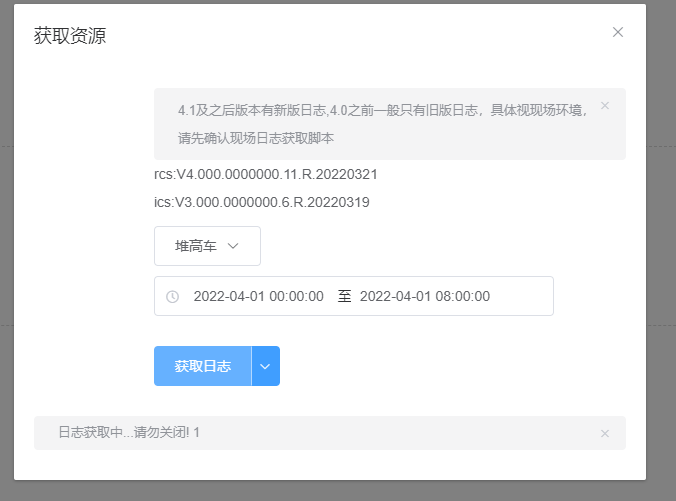 获取资源
4.1及之后版本有新版日志,4.0之前一般只有旧版日志，具体视现场环境，
请先确认现场日志获取脚本
rcs:V4.000.0000000.11.R.20220321
ics:V3.000.0000000.6.R.20220319
堆高车
2022-04-01 00:00:00 至 2022-04-01 08:00:00
获取日志
日志获取中...请勿关闭! 1